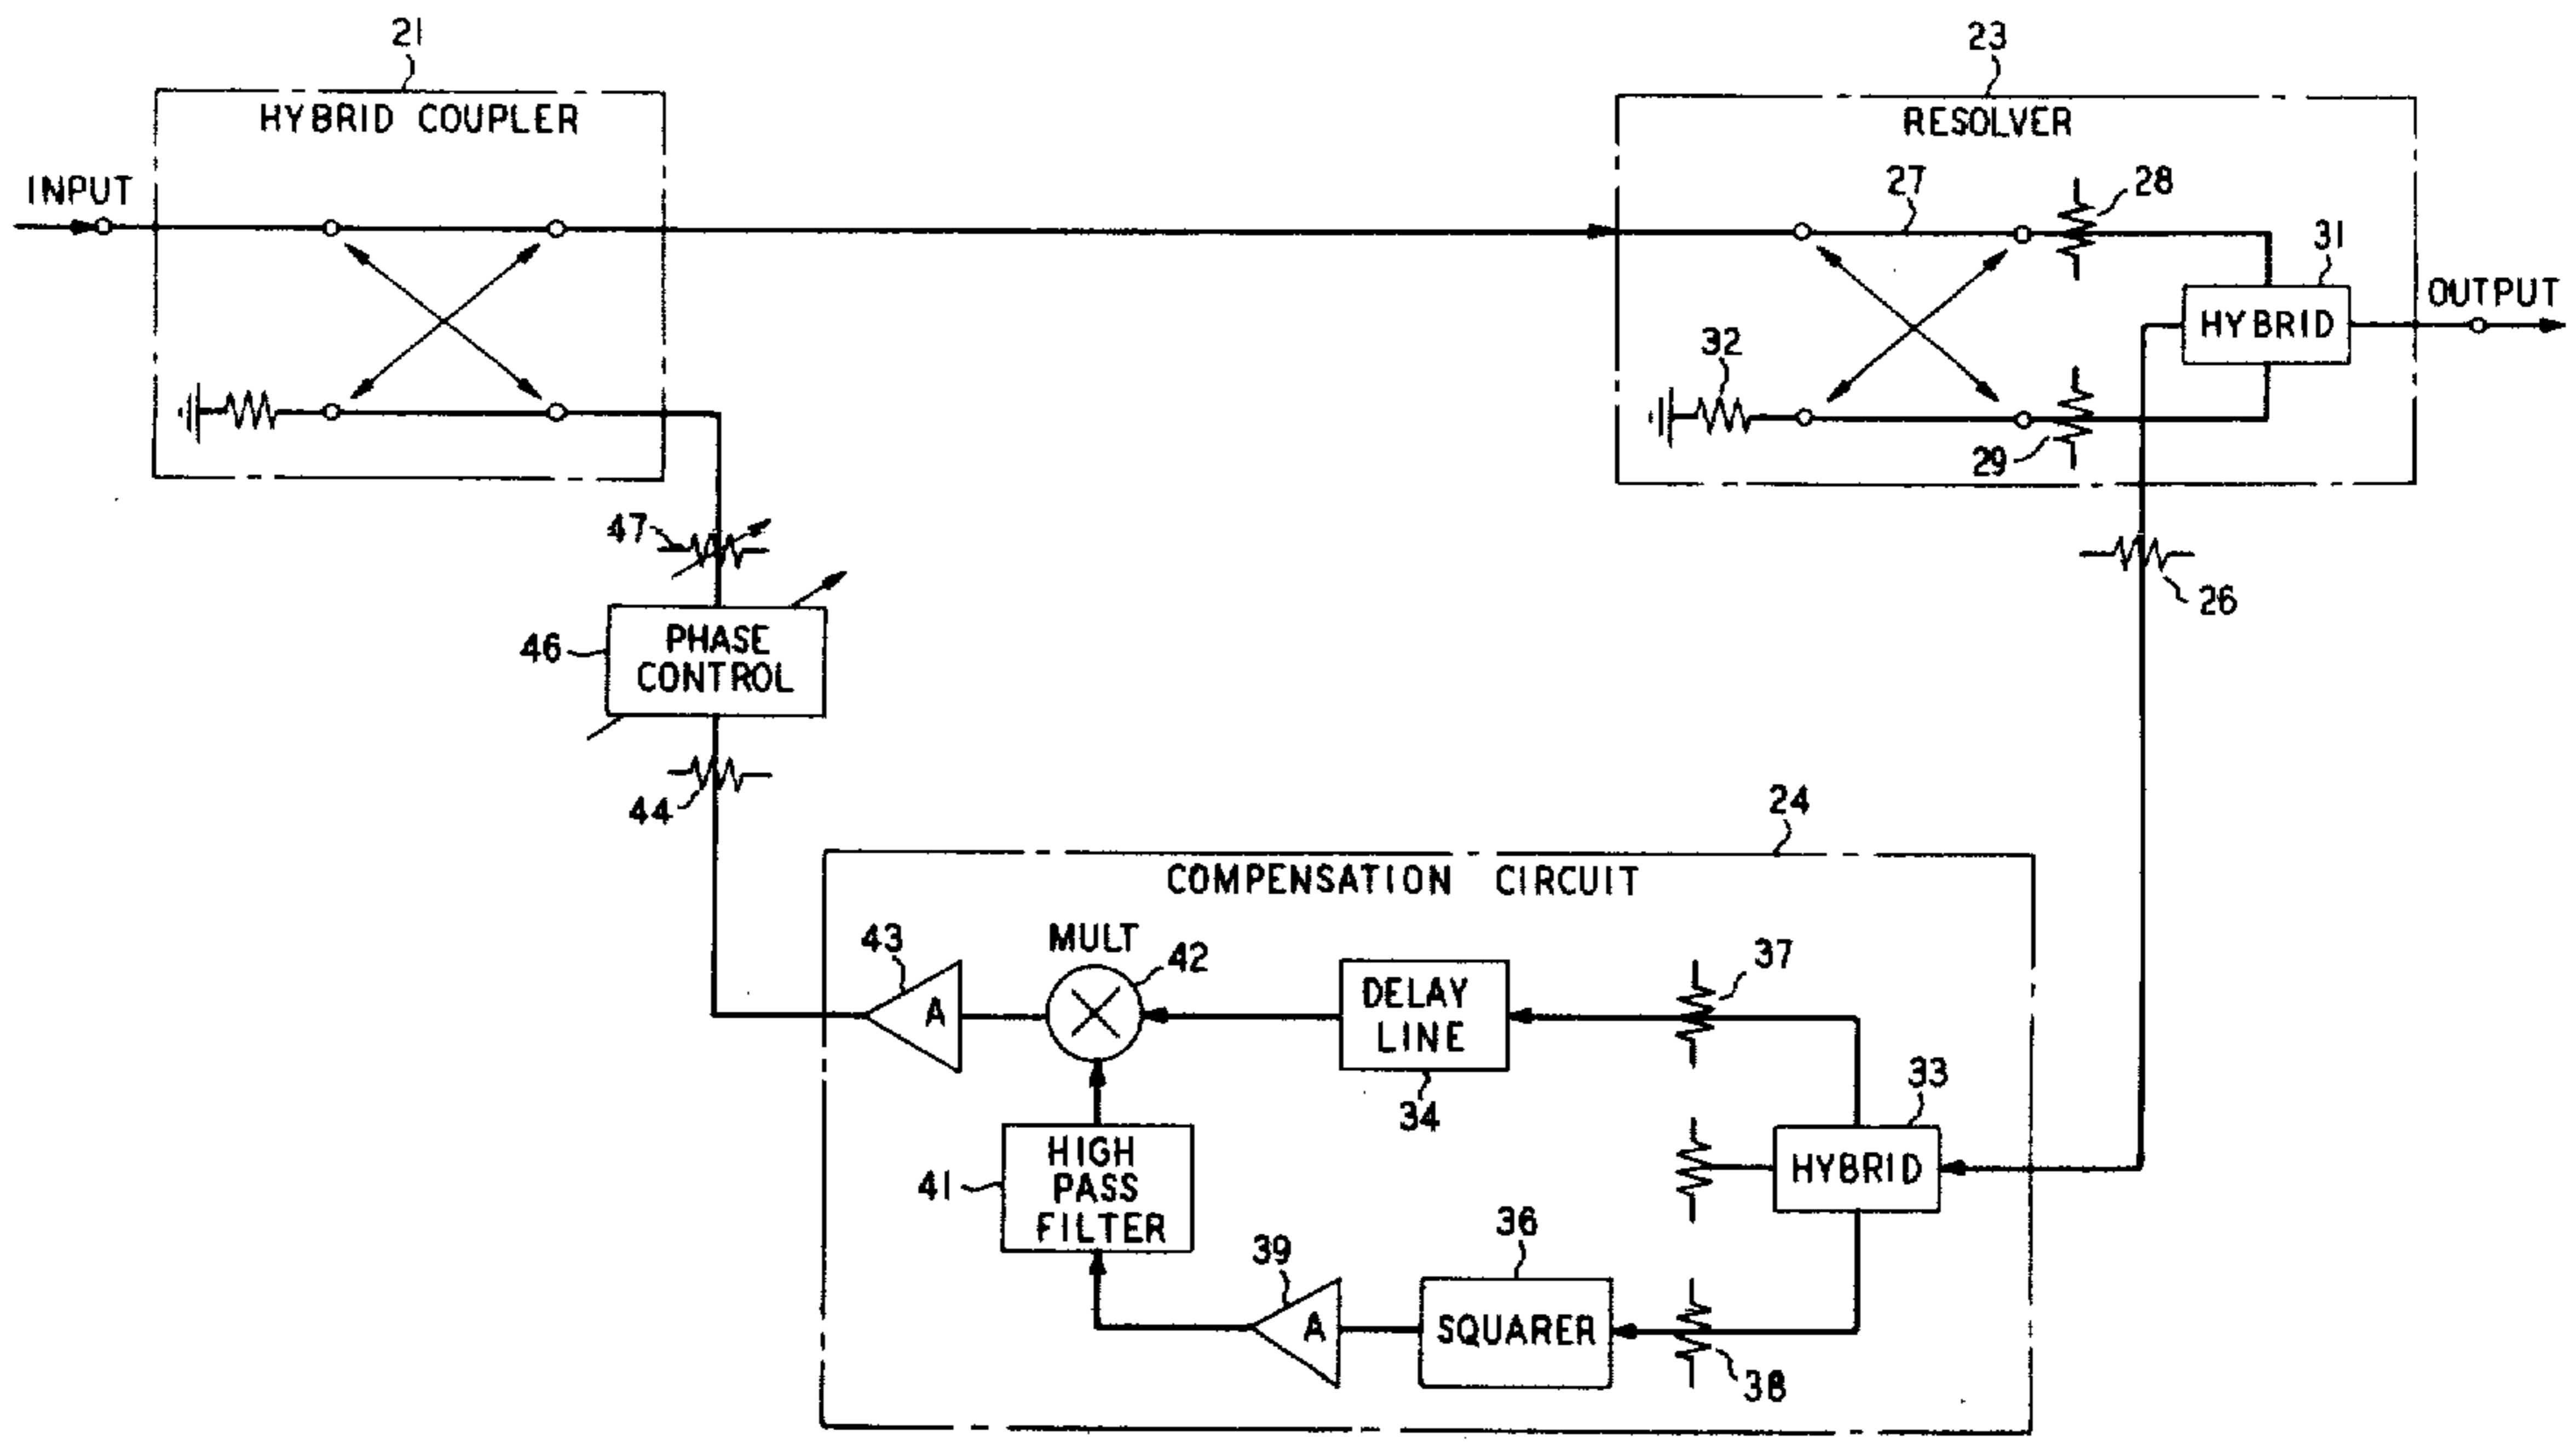 21
23
HYBRID COUPLER
RESOLVER
INPUT
27
28
31
OUTPUT
HYBRID
32
29
47
26
46
PHASE
CONTROL
44
24
COMPENSATION CIRCUIT
43
MULT
42
37
A
DELAY
LINE
34
33
HYBRID
41
HIGH
PASS
FILTER
39
36
A
SQUARER
38